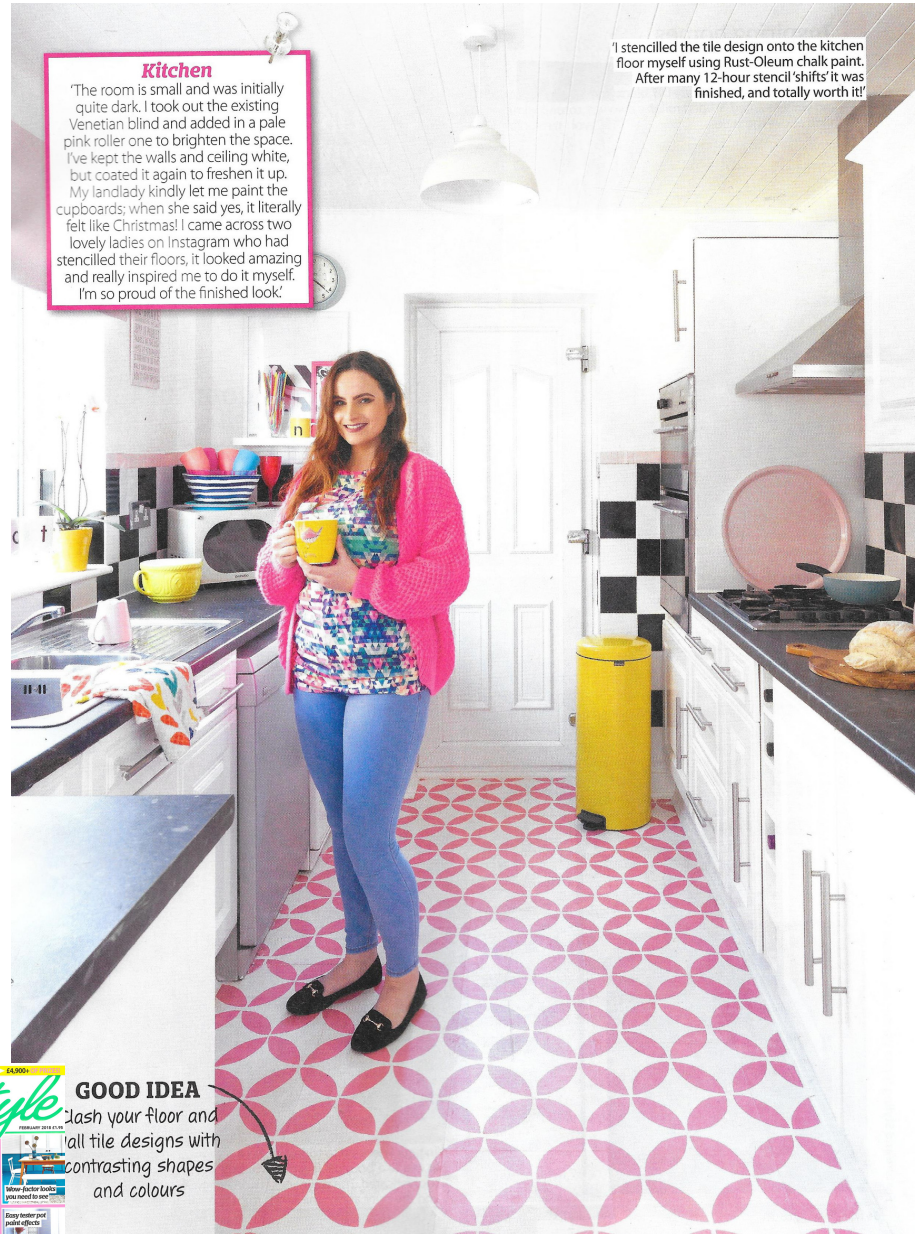 Kitchen
'The room is small and was initially
quite dark. I took out the existing
Venetian blind and added in a pale
pink roller one to brighten the space.
I've kept the walls and ceiling white,
but coated it again to freshen it up.
My landlady kindly let me paint the
cupboards; when she said yes, it literally
felt like Christmas! I came across two
lovely ladies on Instagram who had
stencilled their floors, it looked amazing
and really inspired me to do it myself.
I'm so proud of the finished look.'
'I stencilled the tile design onto the kitchen
floor myself using Rust-Oleum chalk paint.
After many 12-hour stencil 'shifts' it was
finished, and totally worth it!'
n
c t
GOOD IDEA
lash your floor and
all tile designs with
contrasting shapes
and colours
£4,900+
yle
FEBRUARY 2018 £1.99
Wow-factor looks
you need to see
Easy tester pot
paint effects